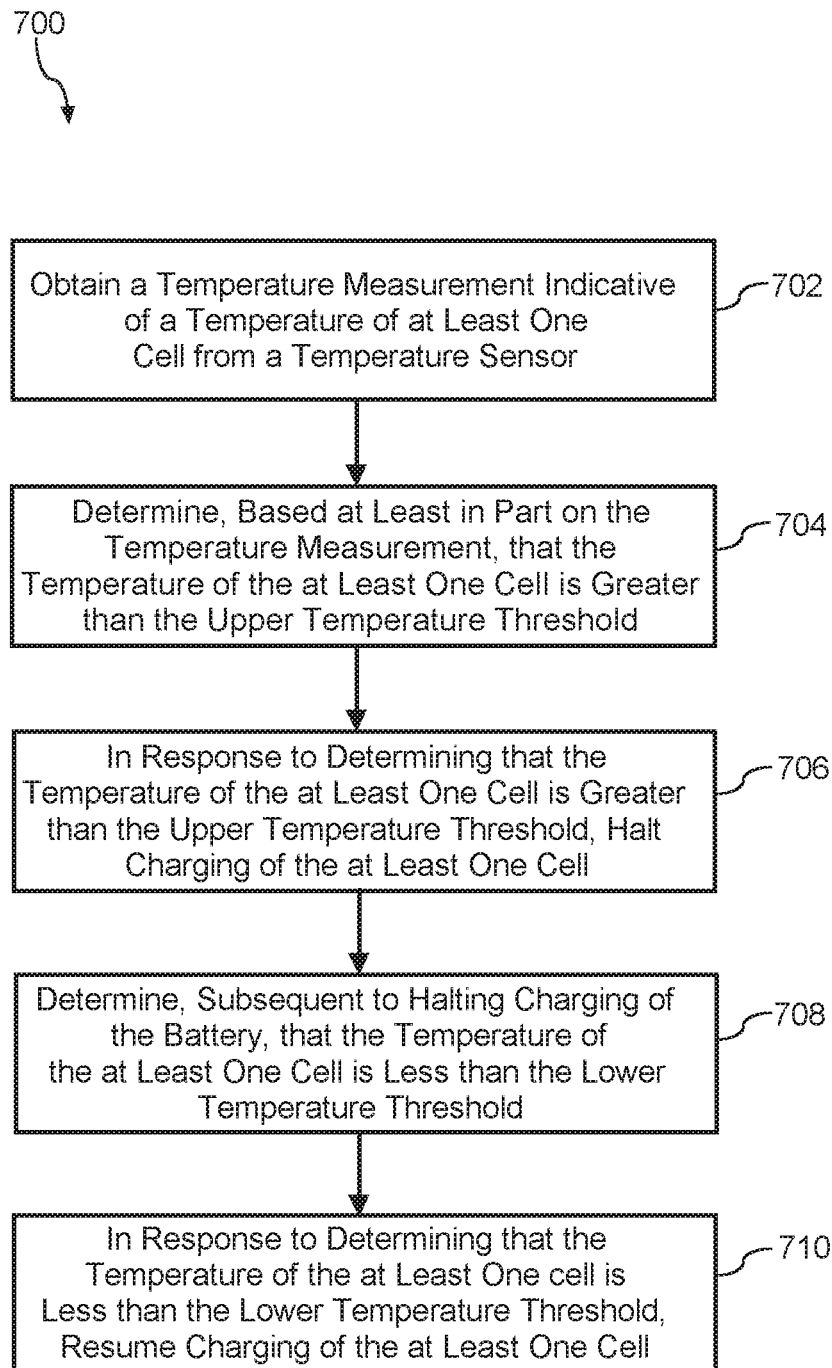 700
Obtain a Temperature Measurement Indicative
of a Temperature of at Least One
Cell from a Temperature Sensor
702
Determine, Based at Least in Part on the
Temperature Measurement, that the
Temperature of the at Least One Cell is Greater
than the Upper Temperature Threshold
704
In Response to Determining that the
Temperature of the at Least One Cell is Greater
than the Upper Temperature Threshold, Halt
Charging of the at Least One Cell
706
Determine, Subsequent to Halting Charging of
the Battery, that the Temperature of
the at Least One Cell is Less than the Lower
Temperature Threshold
708
In Response to Determining that the
Temperature of the at Least One cell is
Less than the Lower Temperature Threshold,
Resume Charging of the at Least One Cell
710